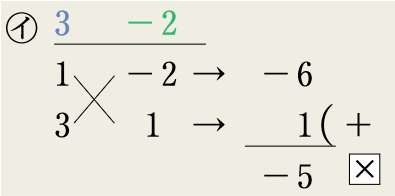 ㋑ 3 −2
1 −2 → −6
3 1 → 1 ( +
−5 ×